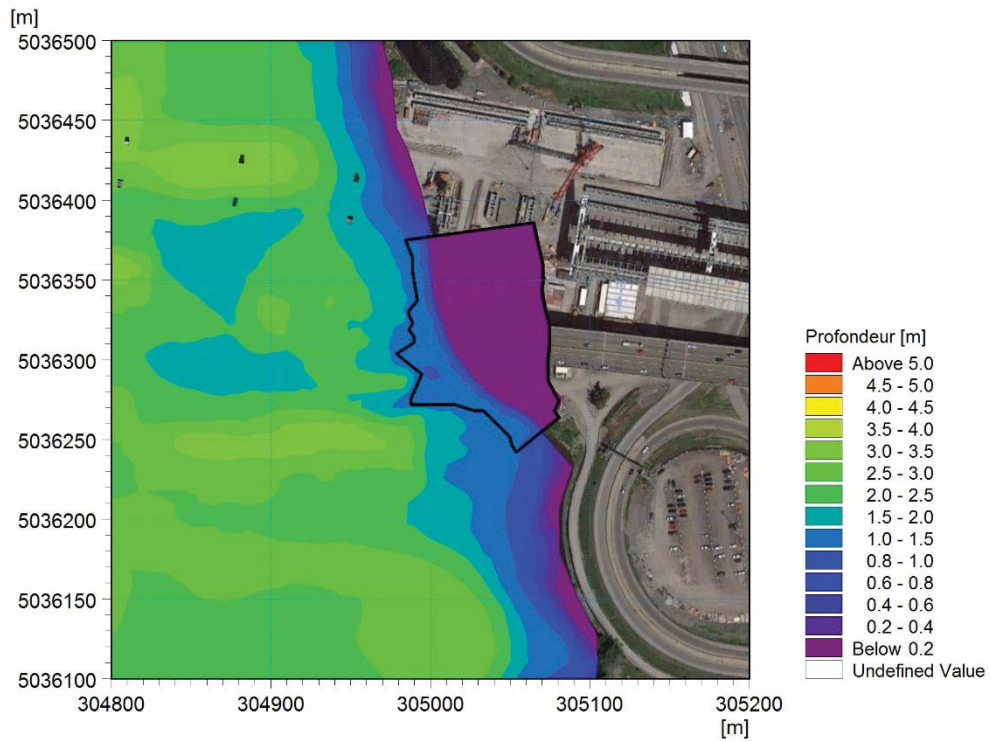 [m]
5036500
5036450
5036400
5036350
5036300
5036250
5036200
5036150
5036100
304800 304900 305000 305100 305200
[m]
Profondeur [m]
Above 5.0
4.5 - 5.0
4.0 - 4.5
3.5 - 4.0
3.0 - 3.5
2.5 - 3.0
2.0 - 2.5
1.5 - 2.0
1.0 - 1.5
0.8 - 1.0
0.6 - 0.8
0.4 - 0.6
0.2 - 0.4
Below 0.2
Undefined Value